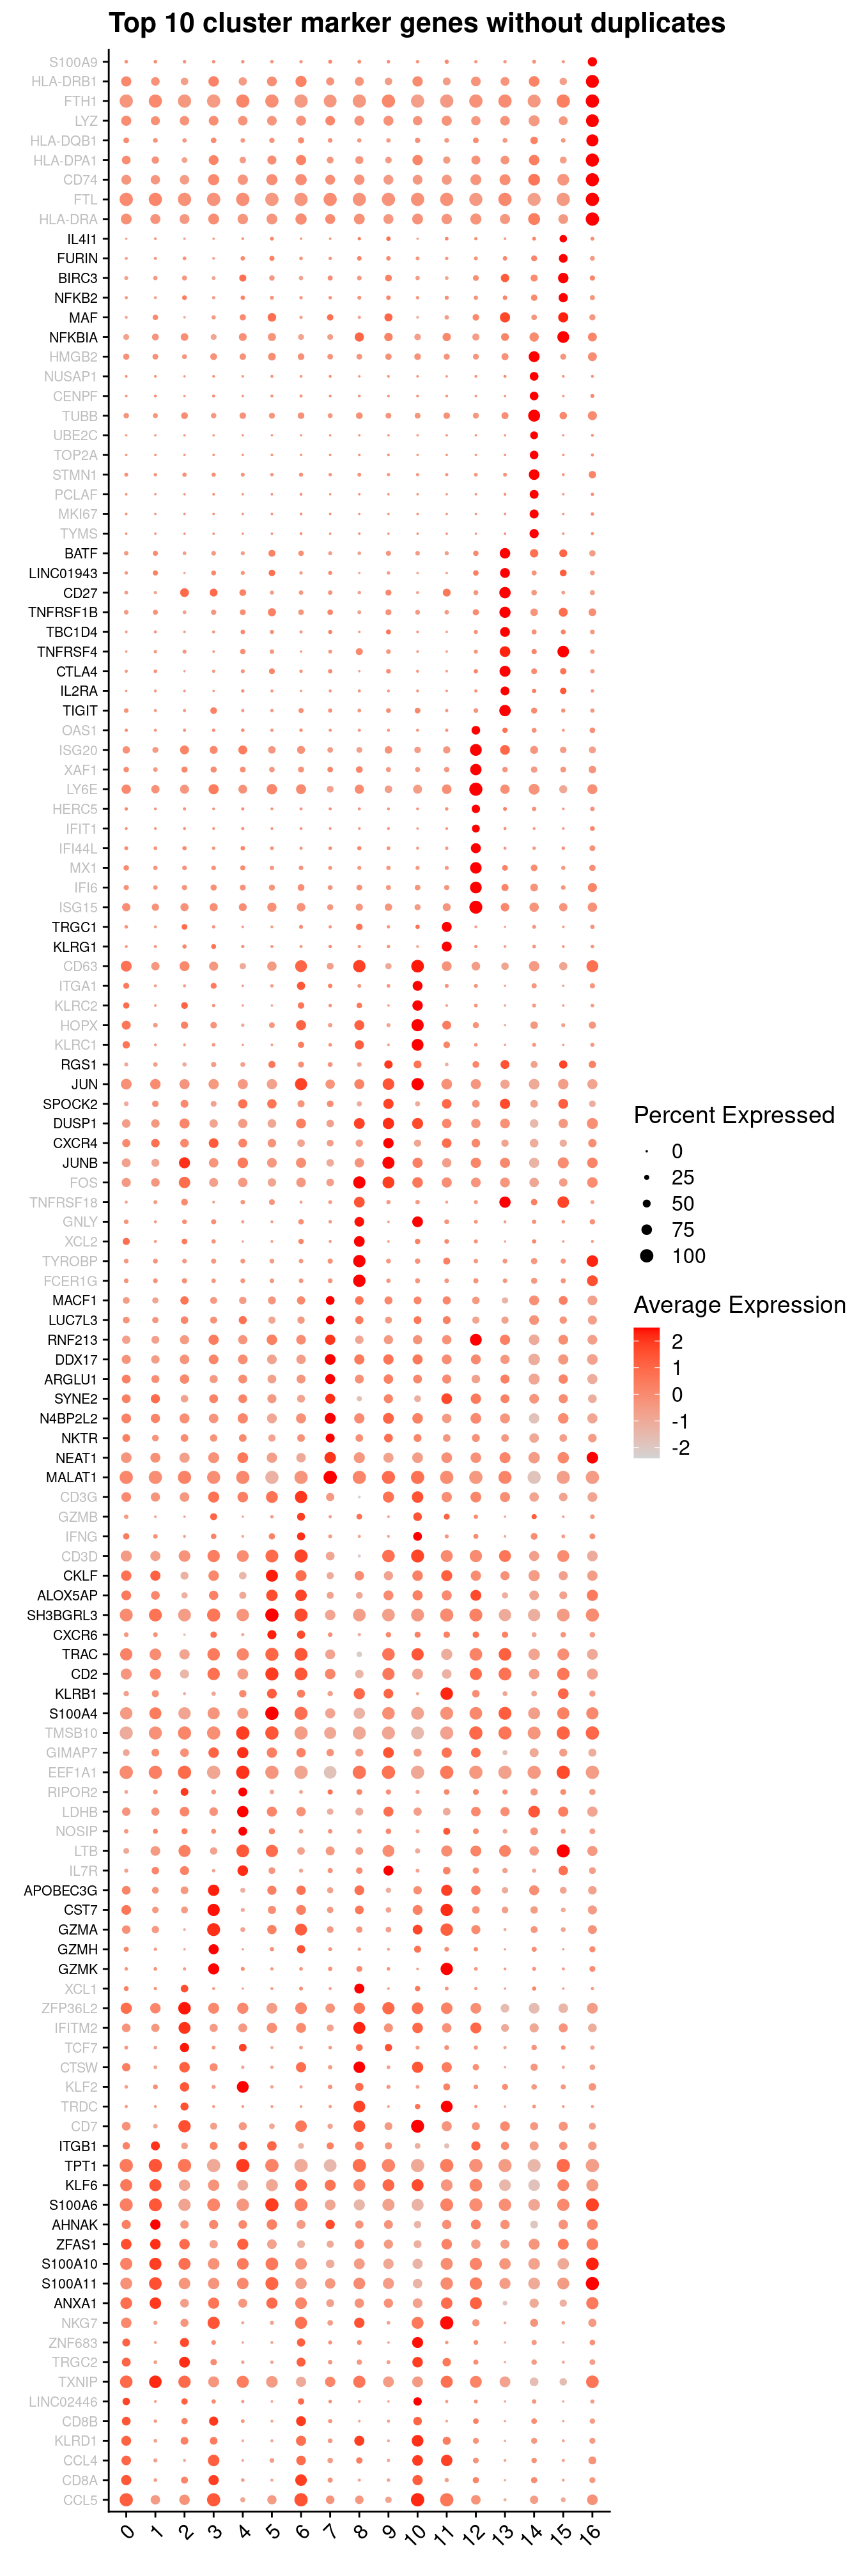 Top 10 cluster marker genes without duplicates
S100A9
HLA-DRB1
FTH1
LYZ
HLA-DQB1
HLA-DPA1
CD74
FTL
HLA-DRA
IL4I1
FURIN
BIRC3
NFKB2
MAF
NFKBIA
HMGB2
NUSAP1
CENPF
TUBB
UBE2C
TOP2A
STMN1
PCLAF
MKI67
TYMS
BATF
LINC01943
CD27
TNFRSF1B
TBC1D4
TNFRSF4
CTLA4
IL2RA
TIGIT
OAS1
ISG20
XAF1
LY6E
HERC5
IFIT1
IFI44L
MX1
IFI6
ISG15
TRGC1
KLRG1
CD63
ITGA1
KLRC2
HOPX
KLRC1
RGS1
JUN
SPOCK2
DUSP1
CXCR4
JUNB
FOS
TNFRSF18
GNLY
XCL2
TYROBP
FCER1G
MACF1
LUC7L3
RNF213
DDX17
ARGLU1
SYNE2
N4BP2L2
NKTR
NEAT1
MALAT1
CD3G
GZMB
IFNG
CD3D
CKLF
ALOX5AP
SH3BGRL3
CXCR6
TRAC
CD2
KLRB1
S100A4
TMSB10
GIMAP7
EEF1A1
RIPOR2
LDHB
NOSIP
LTB
IL7R
APOBEC3G
CST7
GZMA
GZMH
GZMK
XCL1
ZFP36L2
IFITM2
TCF7
CTSW
KLF2
TRDC
CD7
ITGB1
TPT1
KLF6
S100A6
AHNAK
ZFAS1
S100A10
S100A11
ANXA1
NKG7
ZNF683
TRGC2
TXNIP
LINC02446
CD8B
KLRD1
CCL4
CD8A
CCL5
0 1 2 3 4 5 6 7 8 9 10 11 12 13 14 15 16
Percent Expressed
0
25
50
75
100
Average Expression
2
1
0
-1
-2